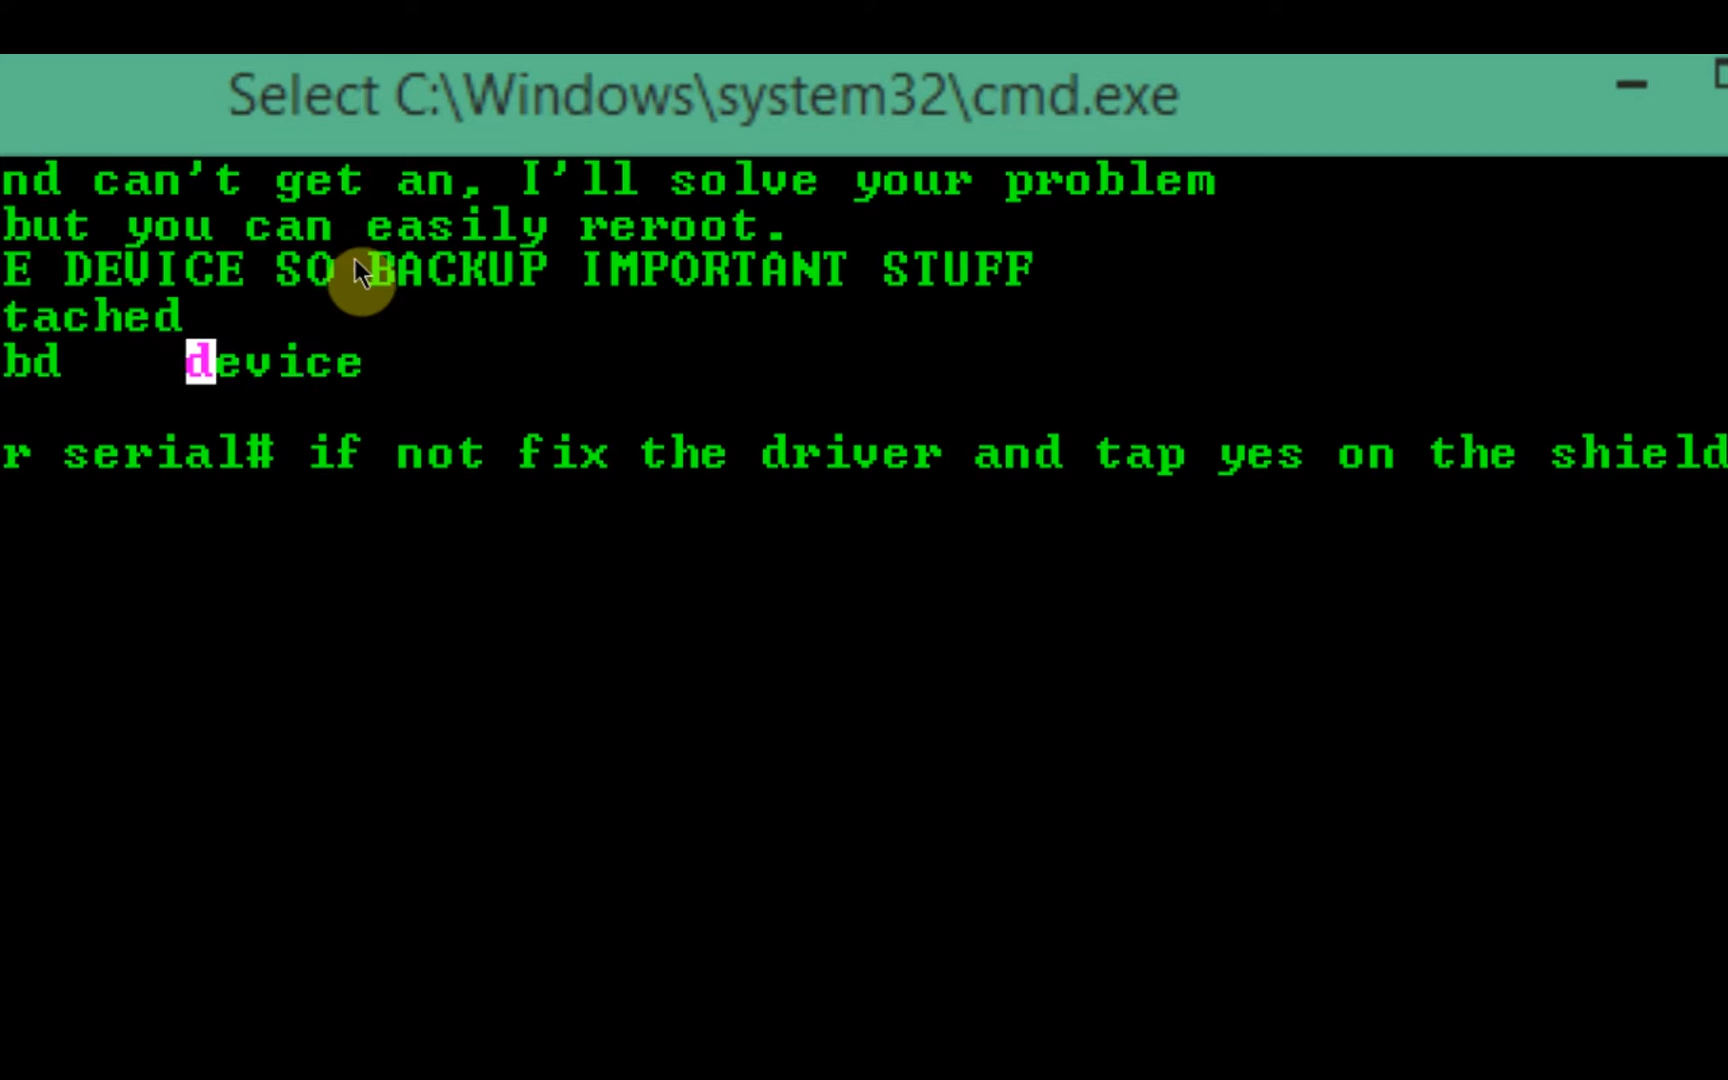 Select C:\Windows\system32\cmd.exe
nd can't get an, I'll solve your problem
but you can easily reroot.
E DEVICE SO BACKUP IMPORTANT STUFF
tached
bd device
r serial# if not fix the driver and tap yes on the shield